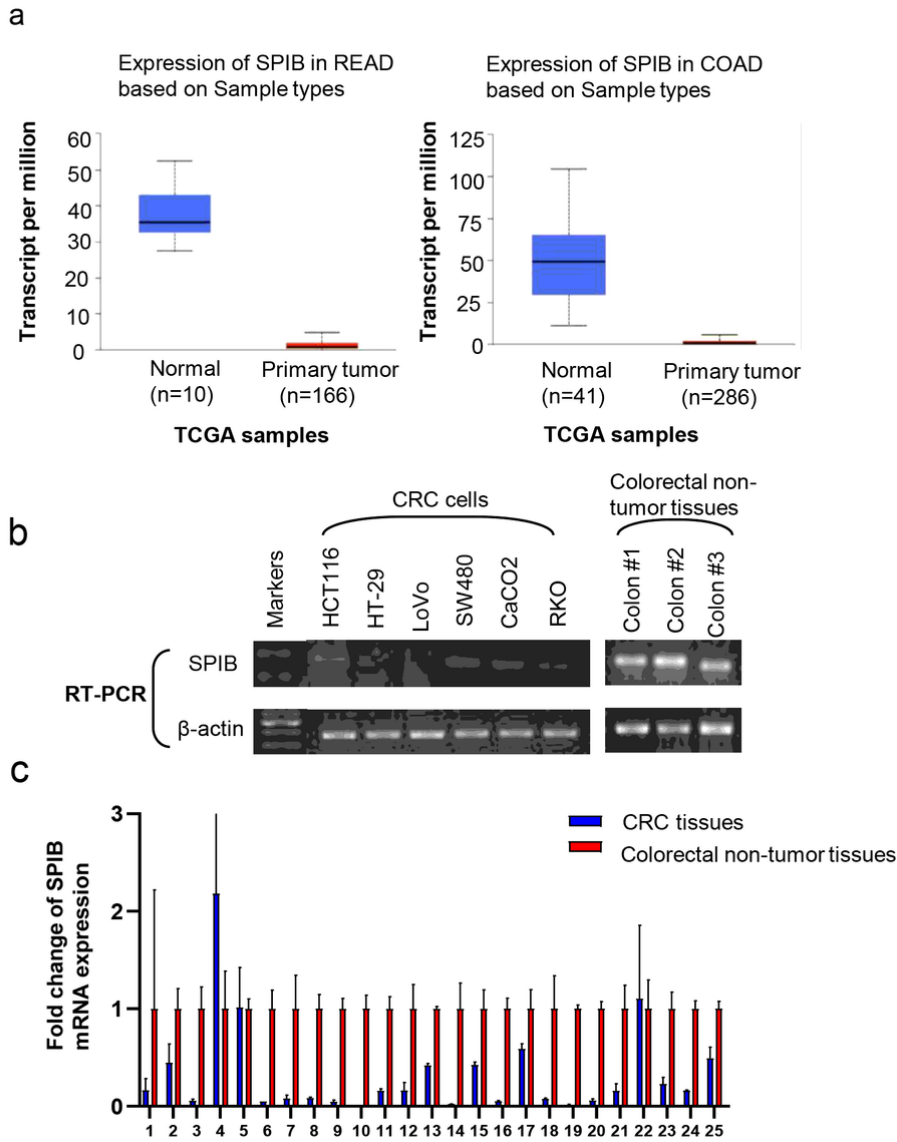 a
Expression of SPIB in READ
based on Sample types
Transcript per million
60
50
40
30
20
10
0
Normal
(n=10)
Primary tumor
(n=166)
TCGA samples
Expression of SPIB in COAD
based on Sample types
Transcript per million
125
100
75
50
25
0
Normal
(n=41)
Primary tumor
(n=286)
TCGA samples
b
CRC cells
Colorectal non-
tumor tissues
Markers
HCT116
HT-29
LoVo
SW480
CaCO2
RKO
Colon #1
Colon #2
Colon #3
RT-PCR
SPIB
β-actin
c
Fold change of SPIB
mRNA expression
3
2
1
0
CRC tissues
Colorectal non-tumor tissues
1 2 3 4 5 6 7 8 9 10 11 12 13 14 15 16 17 18 19 20 21 22 23 24 25